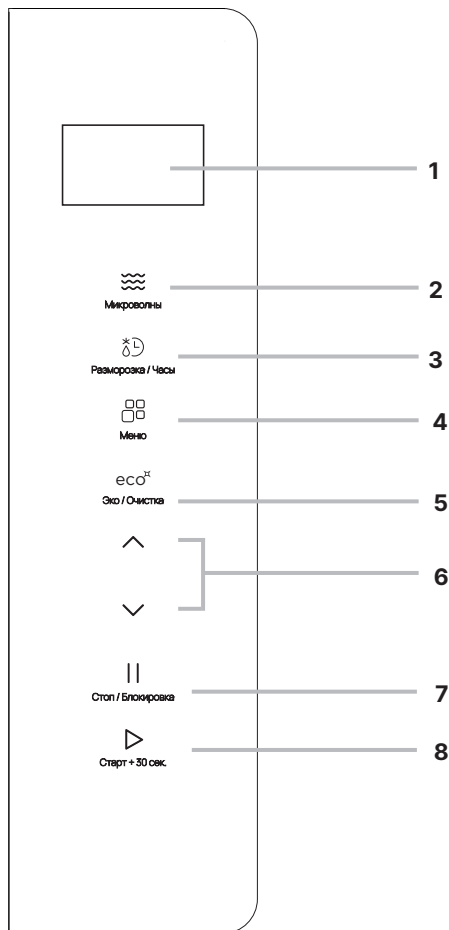 1
Микроволны
2
Разморозка / Часы
3
Меню
4
eco
Эко / Очистка
5
6
Стоп / Блокировка
7
Старт + 30 сек.
8